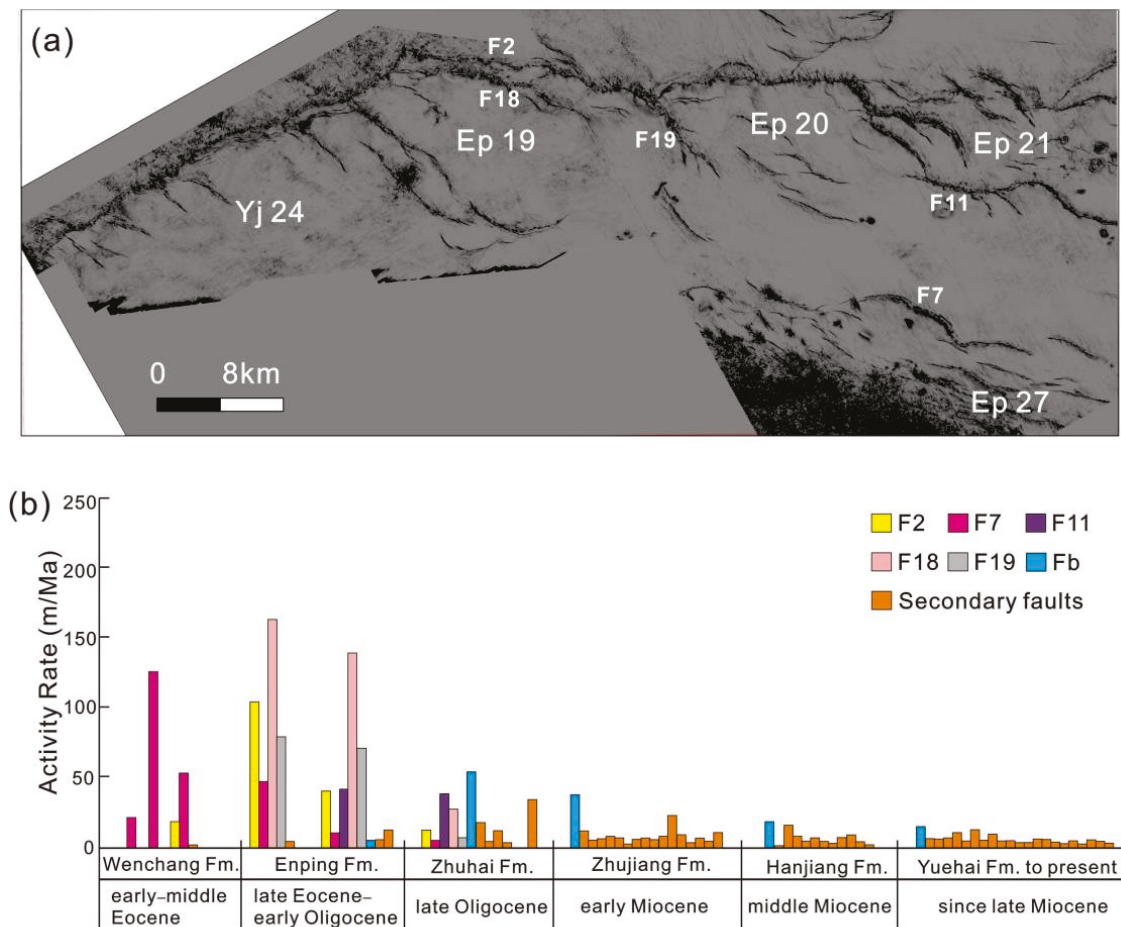 (a)
F2
F18
Ep 19
F19
Ep 20
Ep 21
Yj 24
F11
F7
0 8km
Ep 27
(b)
Activity Rate (m/Ma)
250
200
150
100
50
0
F2 F7 F11
F18 F19 Fb
Secondary faults
Wenchang Fm. Enping Fm. Zhuhai Fm. Zhujiang Fm. Hanjiang Fm. Yuehai Fm. to present
early–middle Eocene
late Eocene–early Oligocene
late Oligocene
early Miocene
middle Miocene
since late Miocene